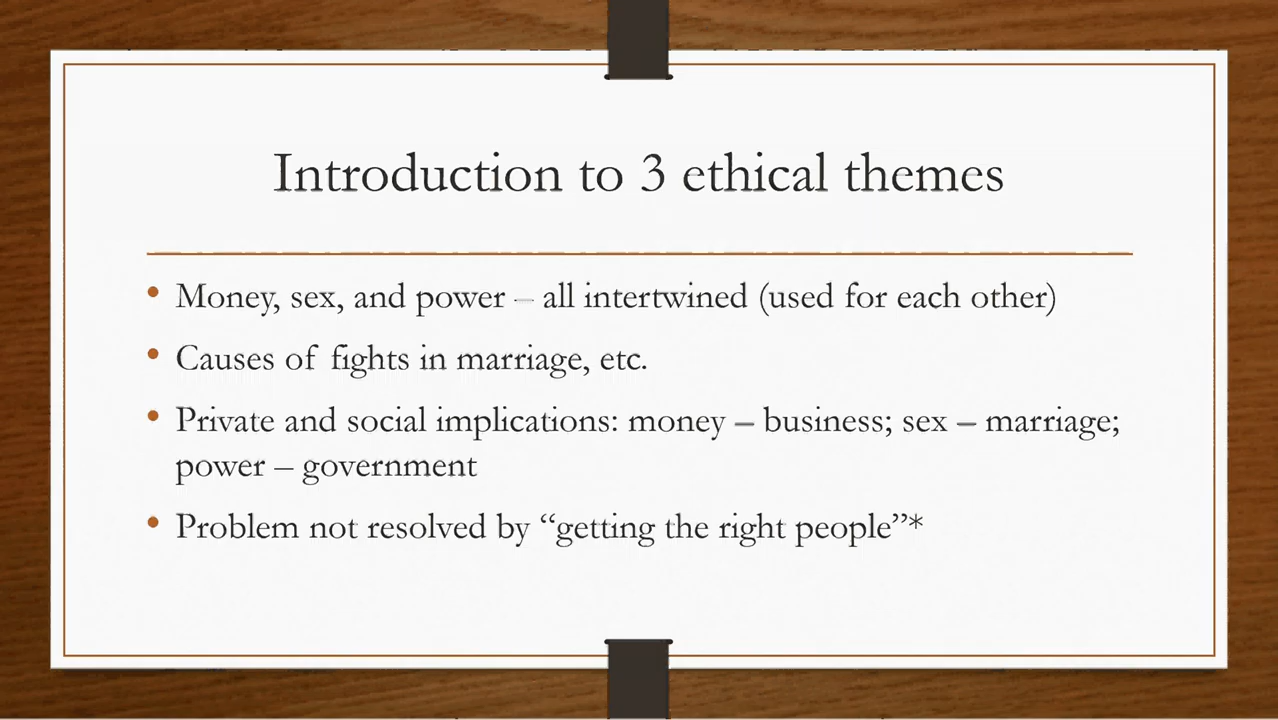 Introduction to 3 ethical themes
• Money, sex, and power – all intertwined (used for each other)
• Causes of fights in marriage, etc.
• Private and social implications: money – business; sex – marriage;
power – government
• Problem not resolved by “getting the right people”*